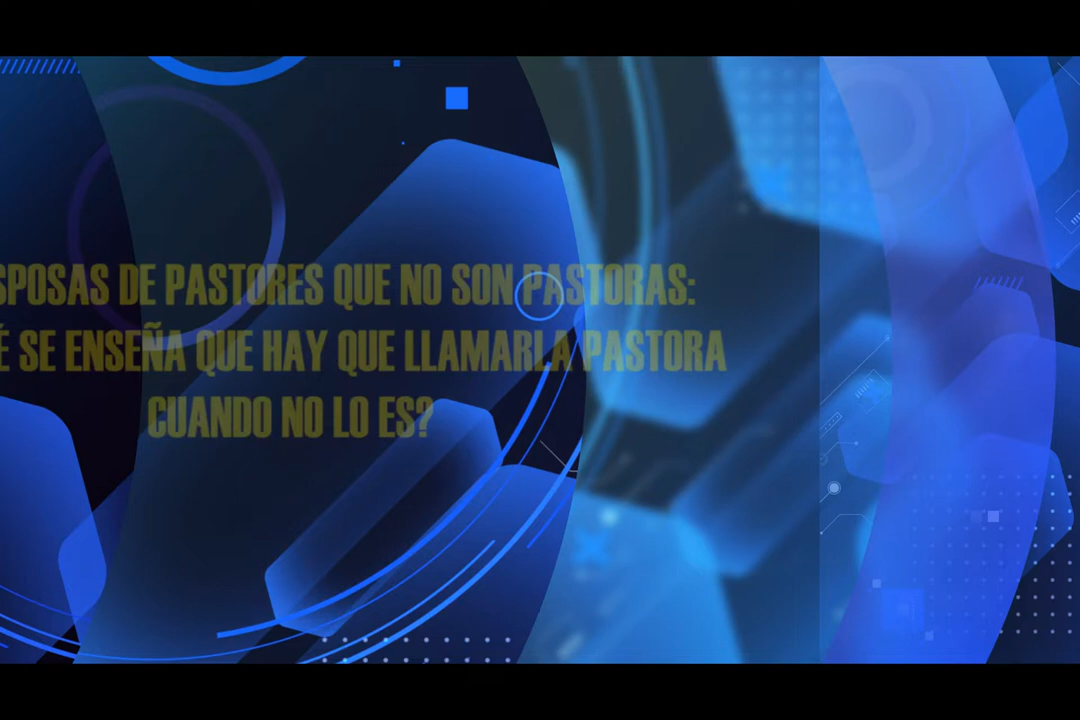 SPOSAS DE PASTORES QUE NO SON PASTORAS:
É SE ENSEÑA QUE HAY QUE LLAMARLA PASTORA
CUANDO NO LO ES?